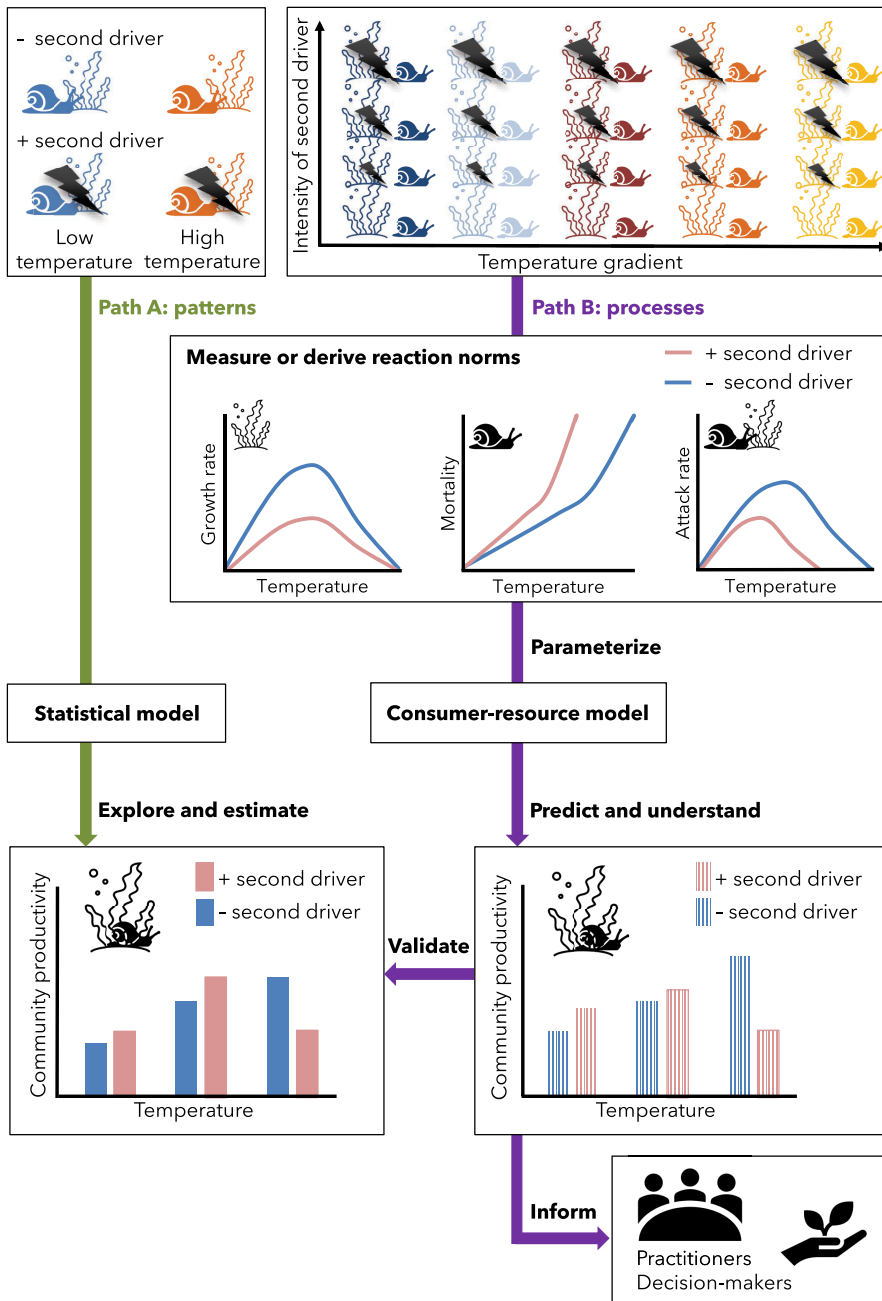 – second driver
+ second driver
Low
temperature
High
temperature
Intensity of second driver
Temperature gradient
Path A: patterns
Path B: processes
Measure or derive reaction norms
+ second driver
– second driver
Growth rate
Temperature
Mortality
Temperature
Attack rate
Temperature
Parameterize
Statistical model
Consumer-resource model
Explore and estimate
Predict and understand
Community productivity
+ second driver
– second driver
Temperature
Validate
Community productivity
+ second driver
– second driver
Temperature
Inform
Practitioners
Decision-makers